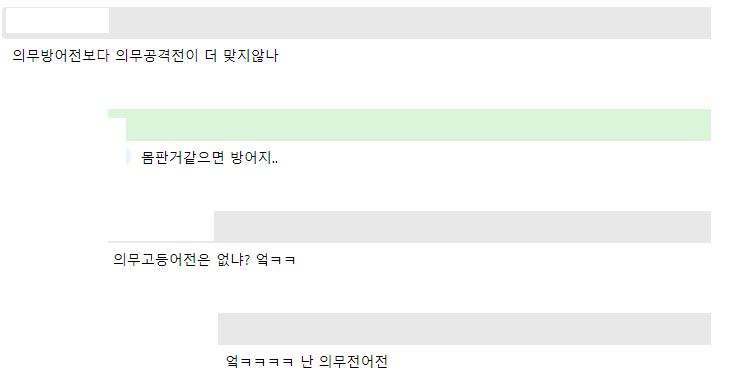 의무방어전보다 의무공격전이 더 맞지않나
몸판거같으면 방어지..
의무고등어전은 없냐? 엌ㅋㅋ
엌ㅋㅋㅋㅋ 난 의무전어전